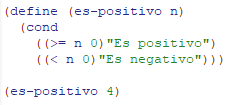 (define (es-positivo n)
(cond
((>= n 0)"Es positivo")
((< n 0)"Es negativo")))
(es-positivo 4)